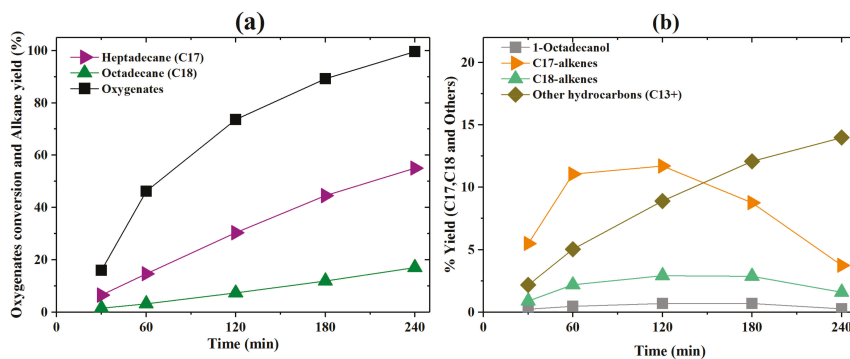 (a)
Oxygenates conversion and Alkane yield (%)
100
80
60
40
20
0
Heptadecane (C17)
Octadecane (C18)
Oxygenates
0
60
120
180
240
Time (min)
(b)
% Yield (C17,C18 and Others)
20
15
10
5
0
1-Octadecanol
C17-alkenes
C18-alkenes
Other hydrocarbons (C13+)
0
60
120
180
240
Time (min)